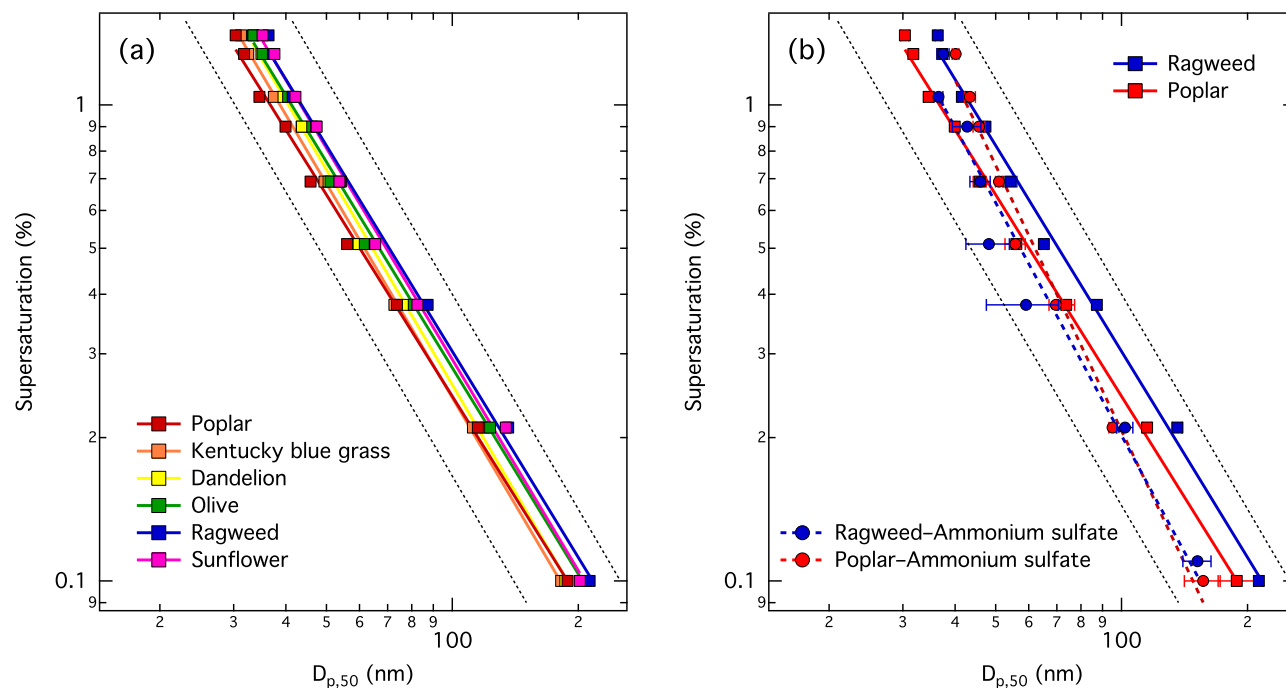 (a)
1
9
8
7
6
5
4
3
2
0.1
9
Supersaturation (%)
Poplar
Kentucky blue grass
Dandelion
Olive
Ragweed
Sunflower
2 3 4 5 6 7 8 9 100 2
Dp,50 (nm)
(b)
Ragweed
Poplar
1
9
8
7
6
5
4
3
2
0.1
9
Supersaturation (%)
Ragweed–Ammonium sulfate
Poplar–Ammonium sulfate
2 3 4 5 6 7 8 9 100 2
Dp,50 (nm)